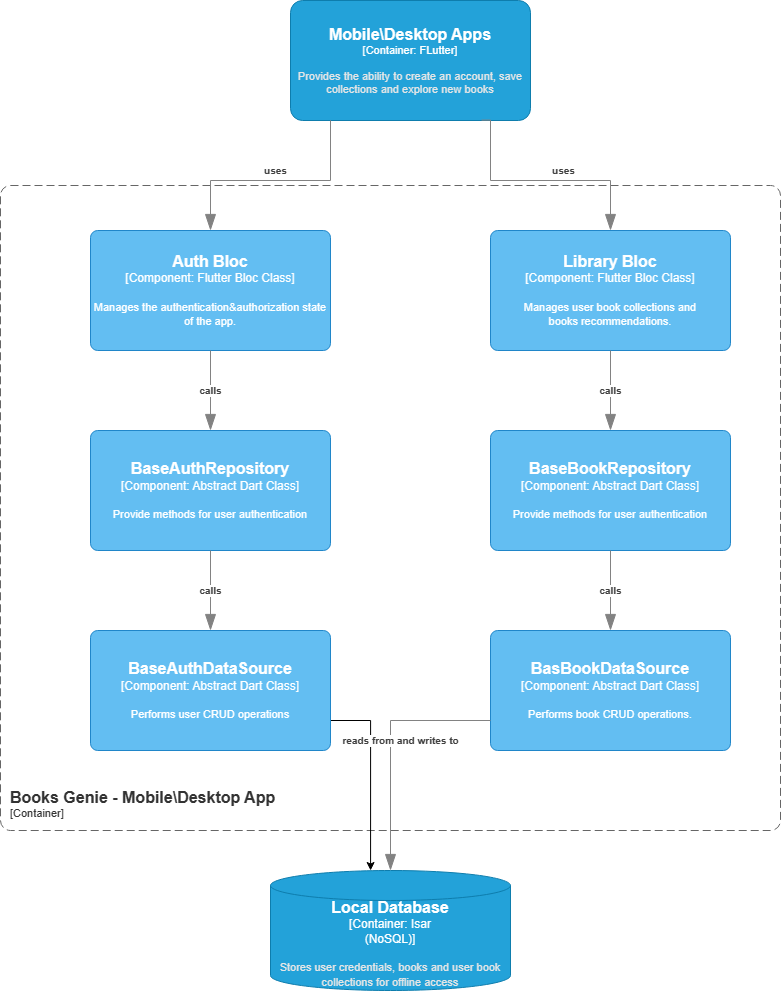 Mobile\Desktop Apps
[Container: FLutter]
Provides the ability to create an account, save
collections and explore new books
uses
uses
Auth Bloc
[Component: Flutter Bloc Class]
Manages the authentication&authorization state
of the app.
Library Bloc
[Component: Flutter Bloc Class]
Manages user book collections and
books recommendations.
calls
calls
BaseAuthRepository
[Component: Abstract Dart Class]
Provide methods for user authentication
BaseBookRepository
[Component: Abstract Dart Class]
Provide methods for user authentication
calls
calls
BaseAuthDataSource
[Component: Abstract Dart Class]
Performs user CRUD operations
BasBookDataSource
[Component: Abstract Dart Class]
Performs book CRUD operations.
reads from and writes to
Books Genie - Mobile\Desktop App
[Container]
Local Database
[Container: Isar
(NoSQL)]
Stores user credentials, books and user book
collections for offline access